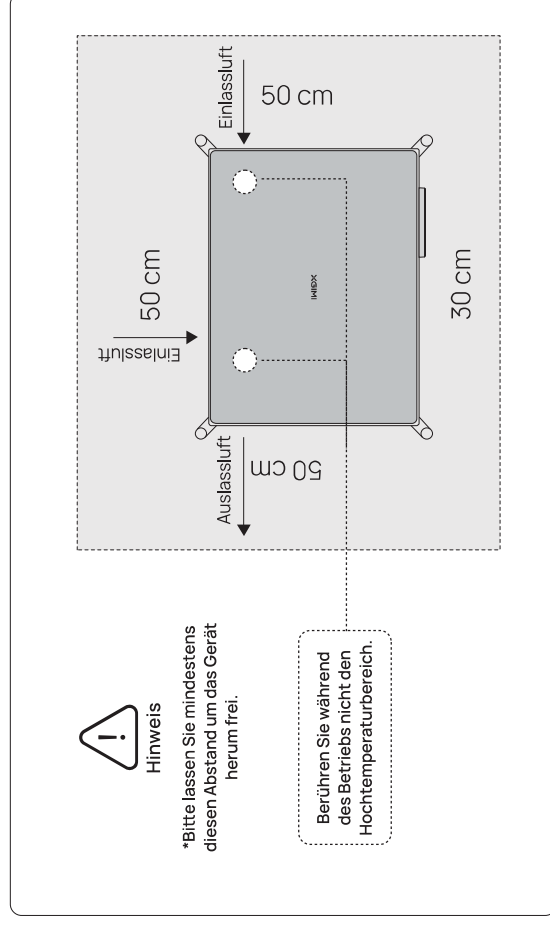 Hinweis
*Bitte lassen Sie mindestens
diesen Abstand um das Gerät
herum frei.
Berühren Sie während
des Betriebs nicht den
Hochtemperaturbereich.
Auslassluft
50 cm
Einlassluft
50 cm
Einlassluft
50 cm
XGIMI
30 cm